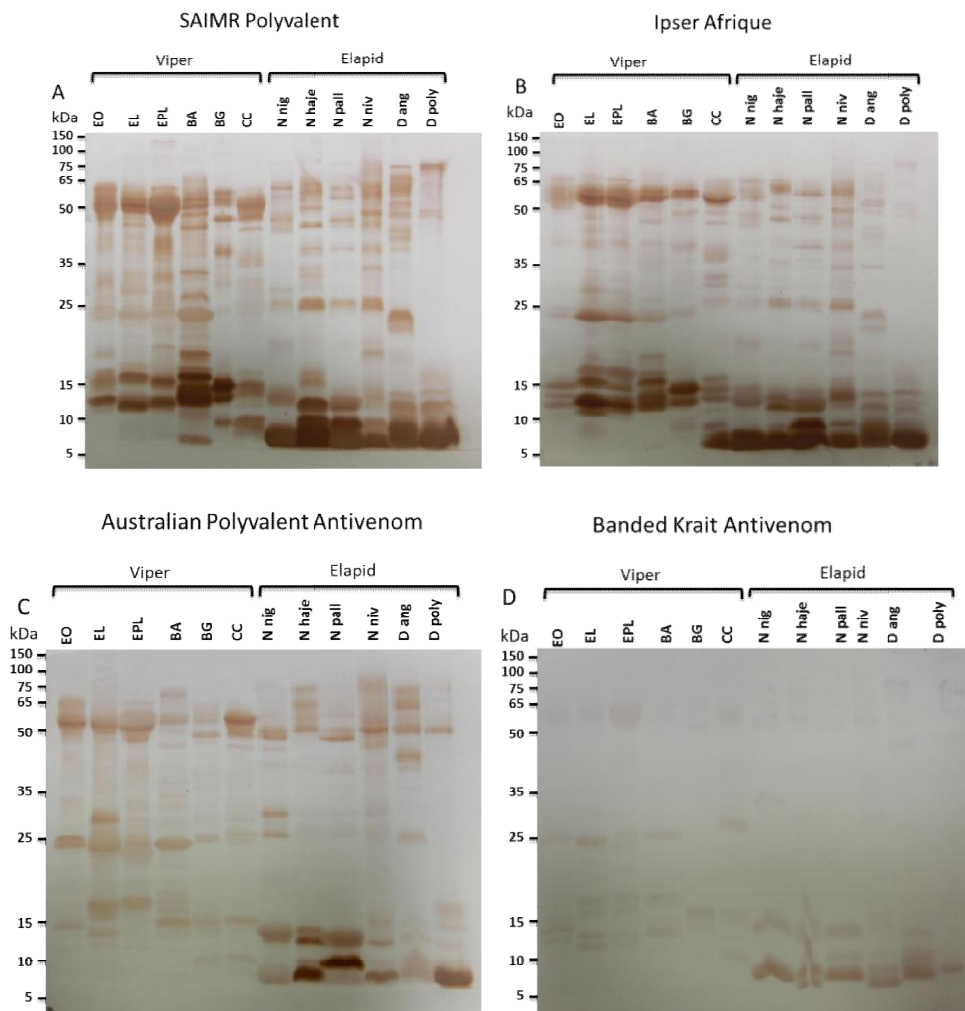 SAIMR Polyvalent
Viper Elapid
A
kDa EO EL EPL BA BG CC N nig N haje N pall N niv D ang D poly
150
100
75
65
50
35
25
15
10
5
Ipser Afrique
Viper Elapid
B
kDa EO EL EPL BA BG CC N nig N haje N pall N niv D ang D poly
150
100
75
65
50
35
25
15
10
5
Australian Polyvalent Antivenom
Viper Elapid
C
kDa EO EL EPL BA BG CC N nig N haje N pall N niv D ang D poly
150
100
75
65
50
35
25
15
10
5
Banded Krait Antivenom
Viper Elapid
D
kDa EO EL EPL BA BG CC N nig N haje N pall N niv D ang D poly
150
100
75
65
50
35
25
15
10
5